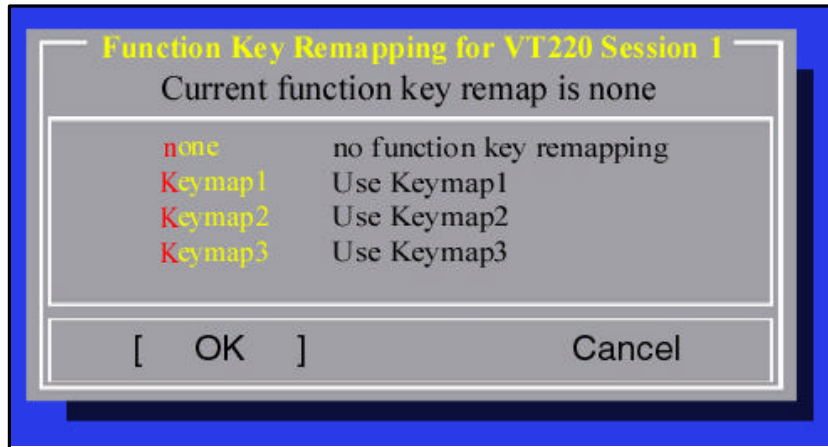 Function Key Remapping for VT220 Session 1
Current function key remap is none
none no function key remapping
Keymap1 Use Keymap1
Keymap2 Use Keymap2
Keymap3 Use Keymap3
[ OK ] Cancel